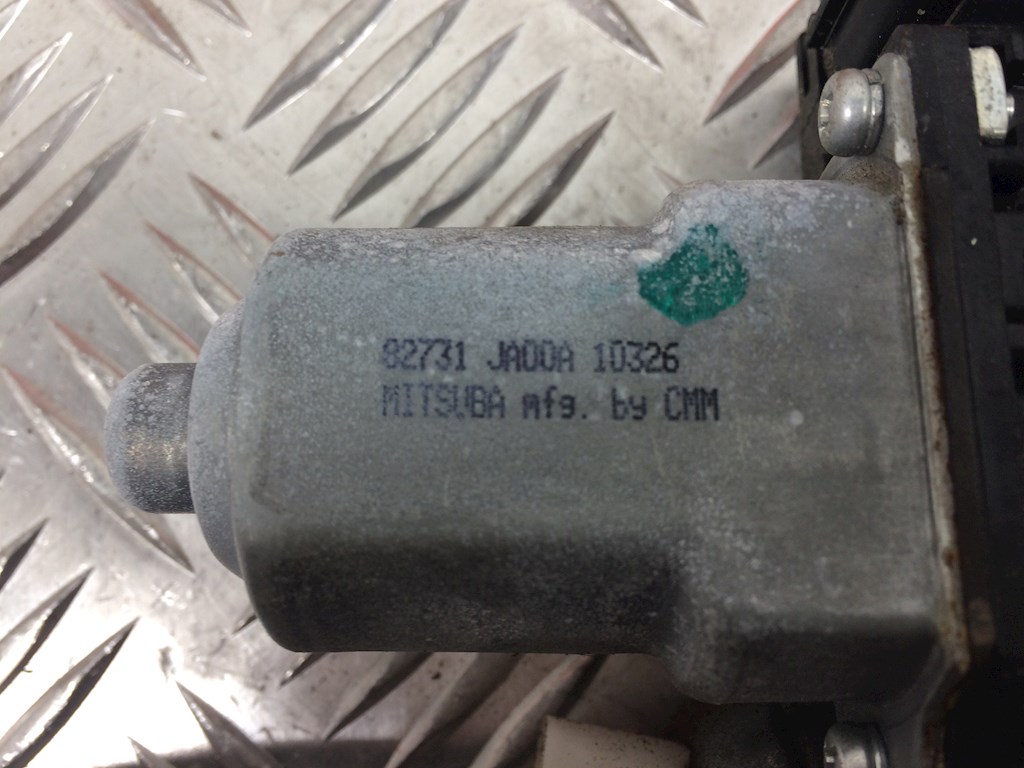 82731 JA00A 10326
MITSUBA mfg. by CMM